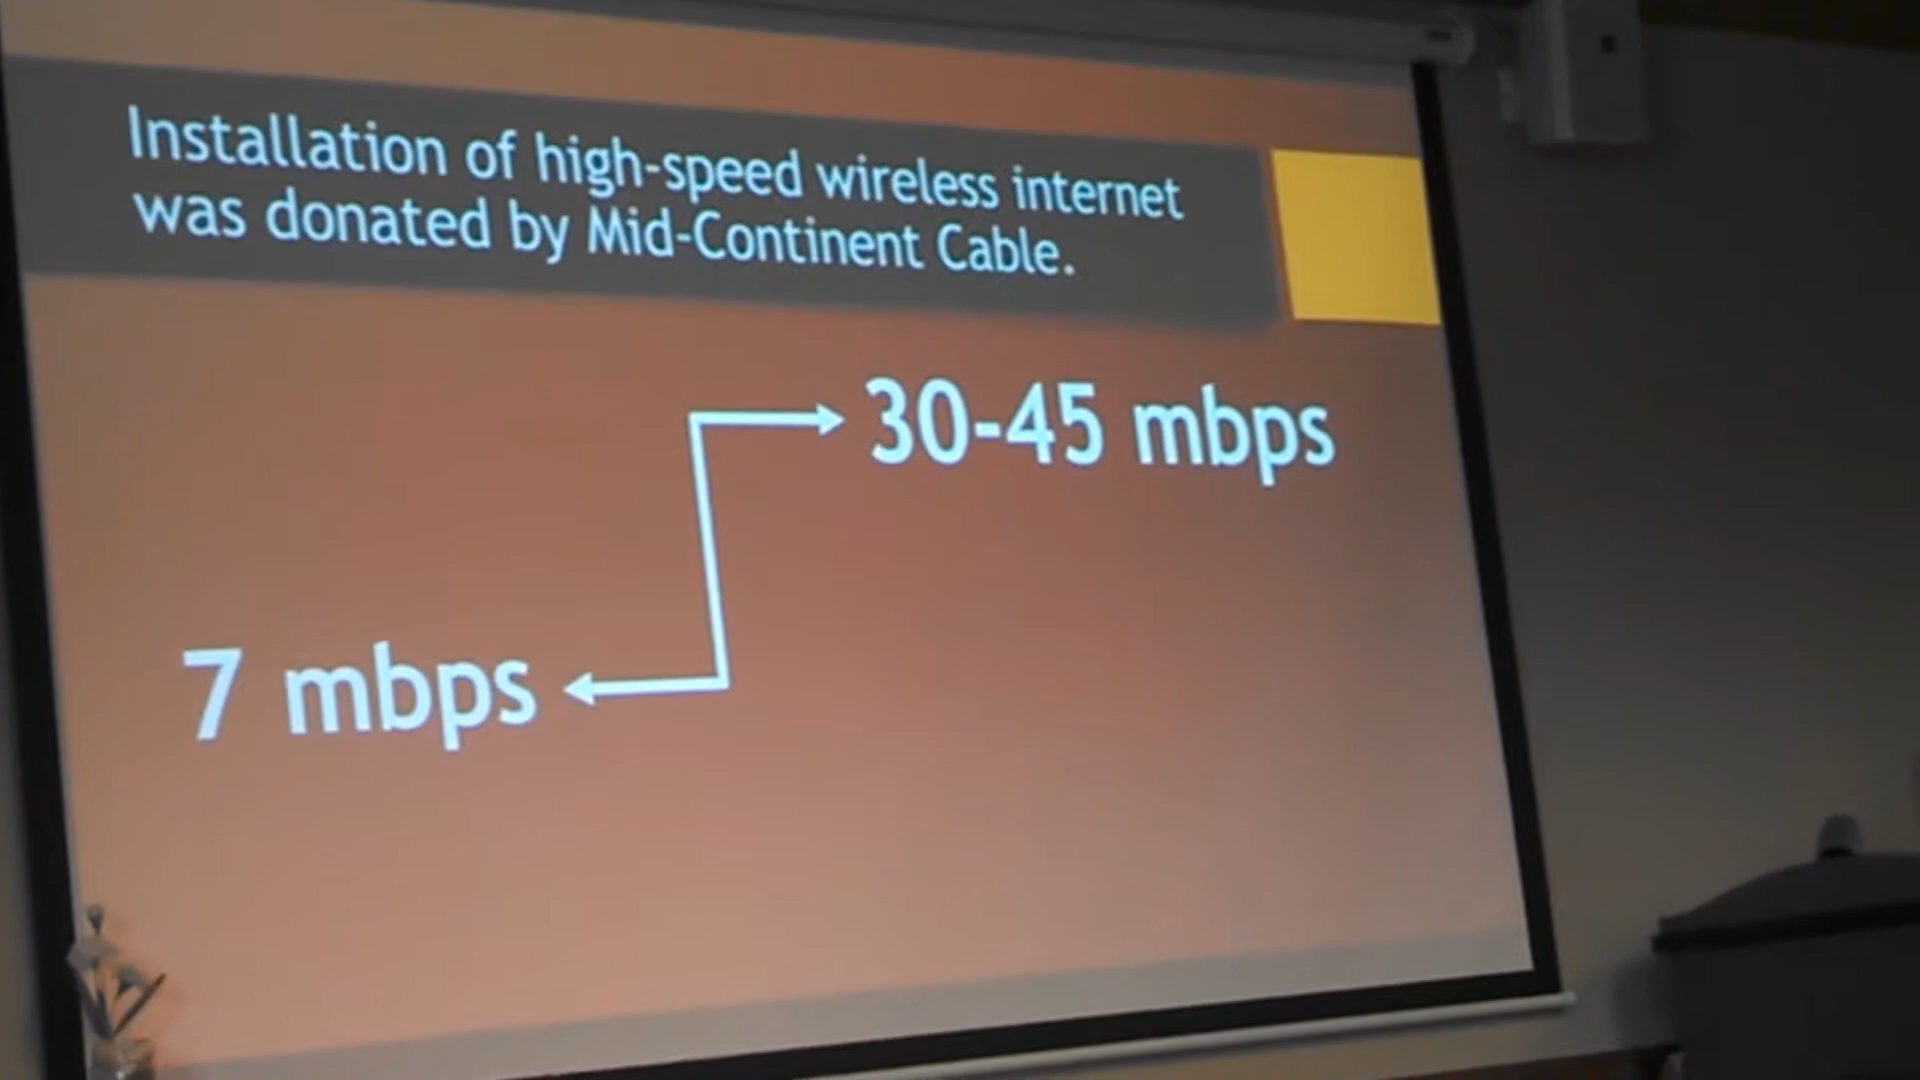 Installation of high-speed wireless internet
was donated by Mid-Continent Cable.
30-45 mbps
7 mbps